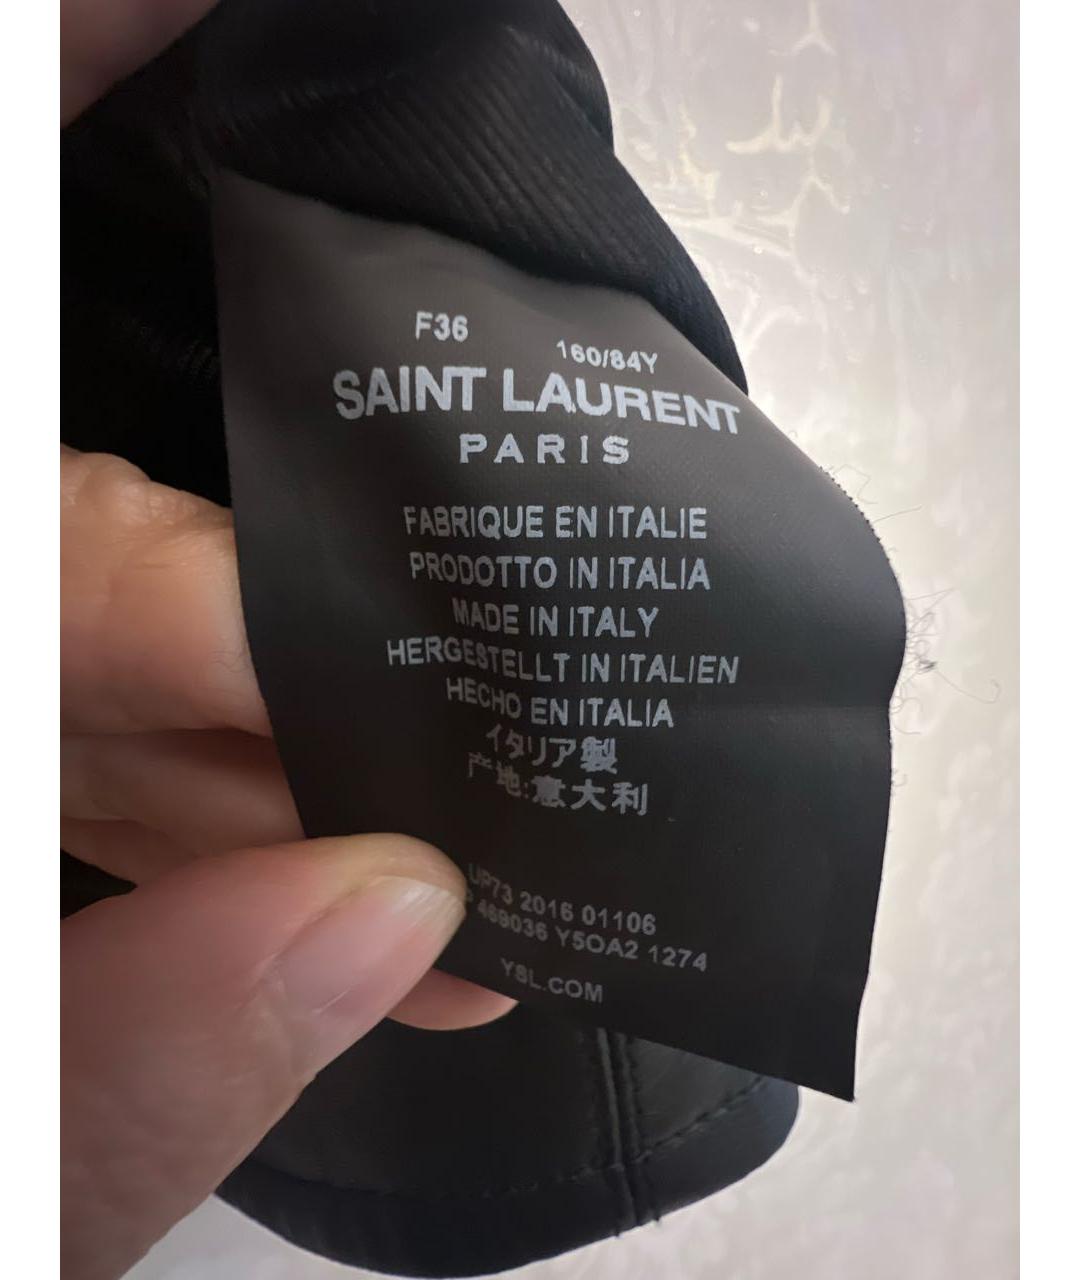 F36
160/84Y
SAINT LAURENT
PARIS
FABRIQUE EN ITALIE
PRODOTTO IN ITALIA
MADE IN ITALY
HERGESTELLT IN ITALIEN
HECHO EN ITALIA
イタリア製
产地:意大利
UP73 2016 01106
469036 Y5OA2 1274
YSL.COM